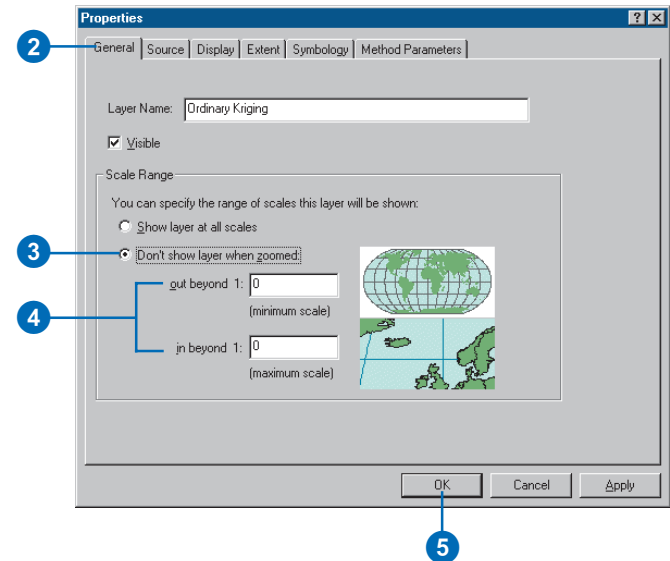 Properties
2
General Source Display Extent Symbology Method Parameters
Layer Name: Ordinary Kriging
Visible
Scale Range
You can specify the range of scales this layer will be shown:
Show layer at all scales
3
Don't show layer when zoomed:
out beyond 1: 0
(minimum scale)
4
in beyond 1: 0
(maximum scale)
OK Cancel Apply
5